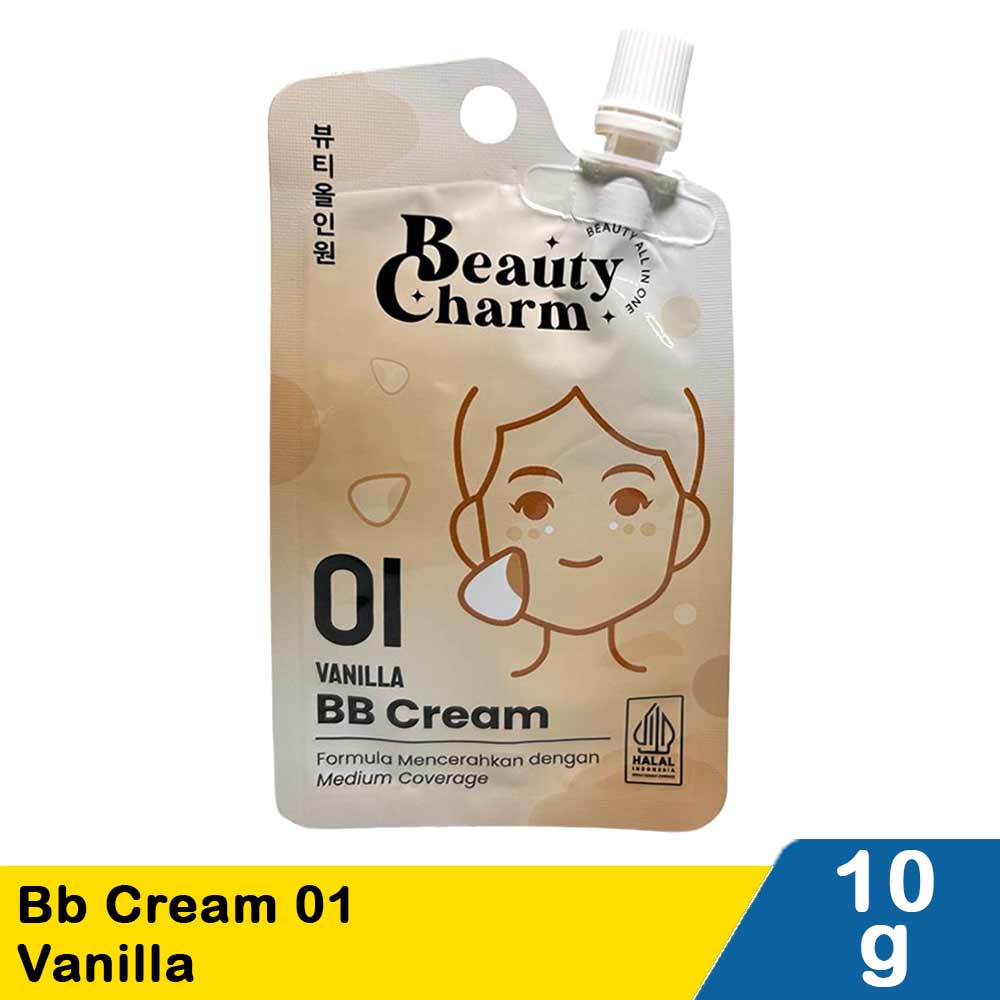 뷰티올인원
Beauty
Charm
BEAUTY ALL IN ONE
01
VANILLA
BB Cream
Formula Mencerahkan dengan
Medium Coverage
HALAL
INDONESIA
Bb Cream 01
Vanilla
10
g